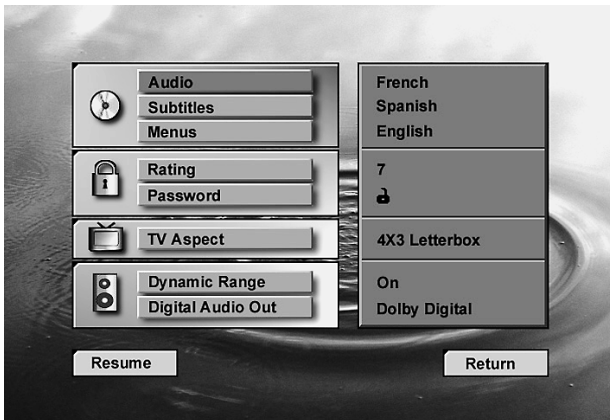 Audio French
Subtitles Spanish
Menus English
Rating 7
Password
TV Aspect 4X3 Letterbox
Dynamic Range On
Digital Audio Out Dolby Digital
Resume Return